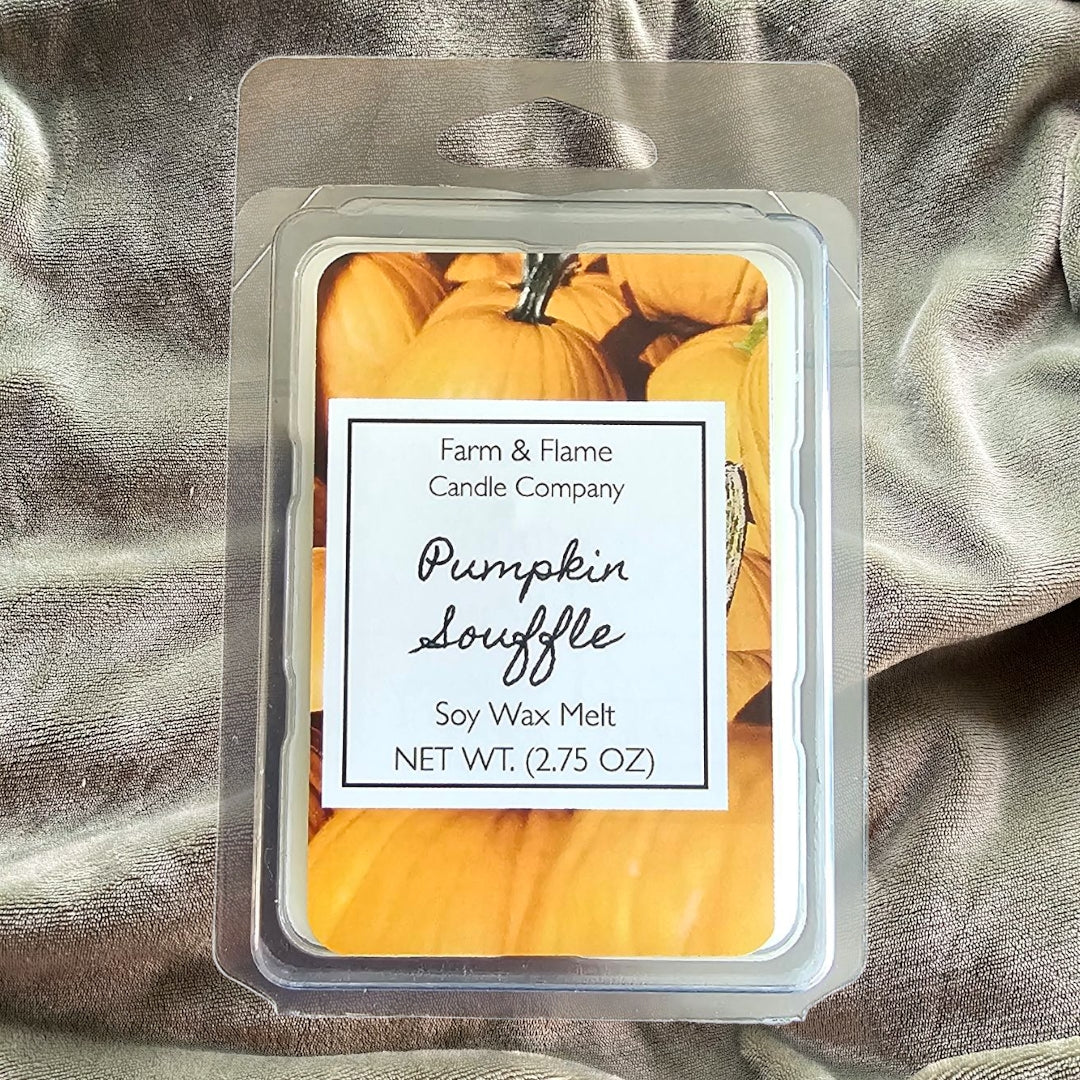 Farm & Flame
Candle Company
Pumpkin
Souffle
Soy Wax Melt
NET WT. (2.75 OZ)